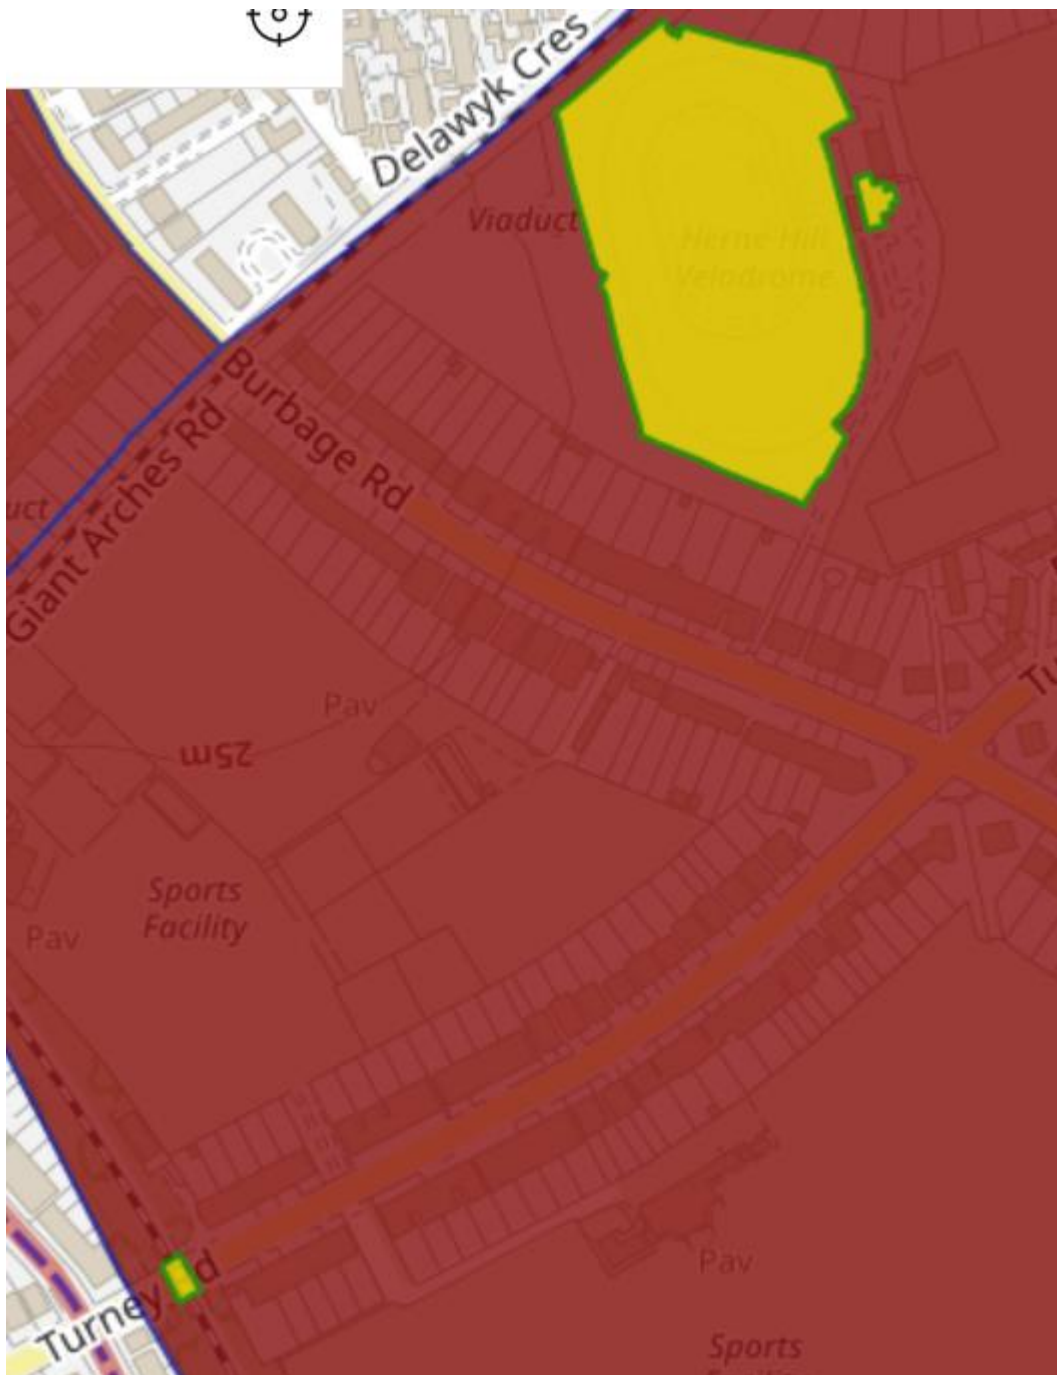 Delawyk Cres
Viaduct
Herne Hill
Velodrome
Burbage Rd
Giant Arches Rd
uct
Tu
Pav
25m
Sports
Facility
Pav
Pav
Turney Rd
Sports